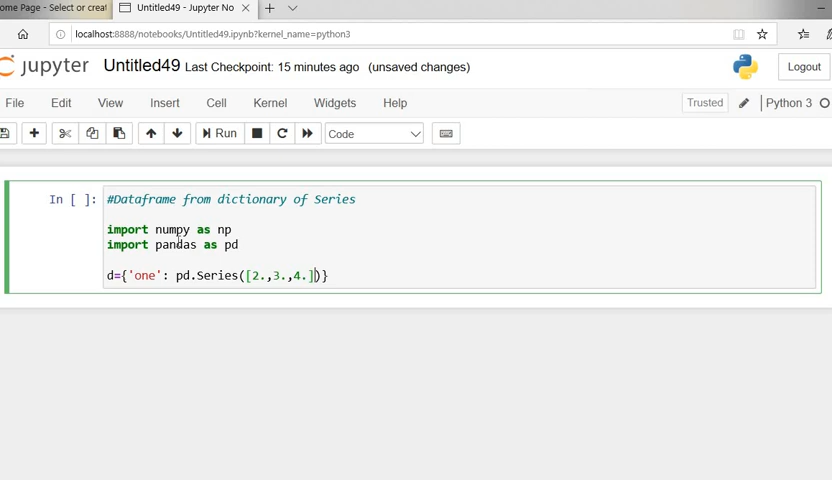 ome Page - Select or creat
Untitled49 - Jupyter No
localhost:8888/notebooks/Untitled49.ipynb?kernel_name=python3
jupyter Untitled49 Last Checkpoint: 15 minutes ago (unsaved changes)
Logout
File Edit View Insert Cell Kernel Widgets Help
Trusted
Python 3
Run
Code
In [ ]: #Dataframe from dictionary of Series
import numpy as np
import pandas as pd
d={'one': pd.Series([2.,3.,4.])}